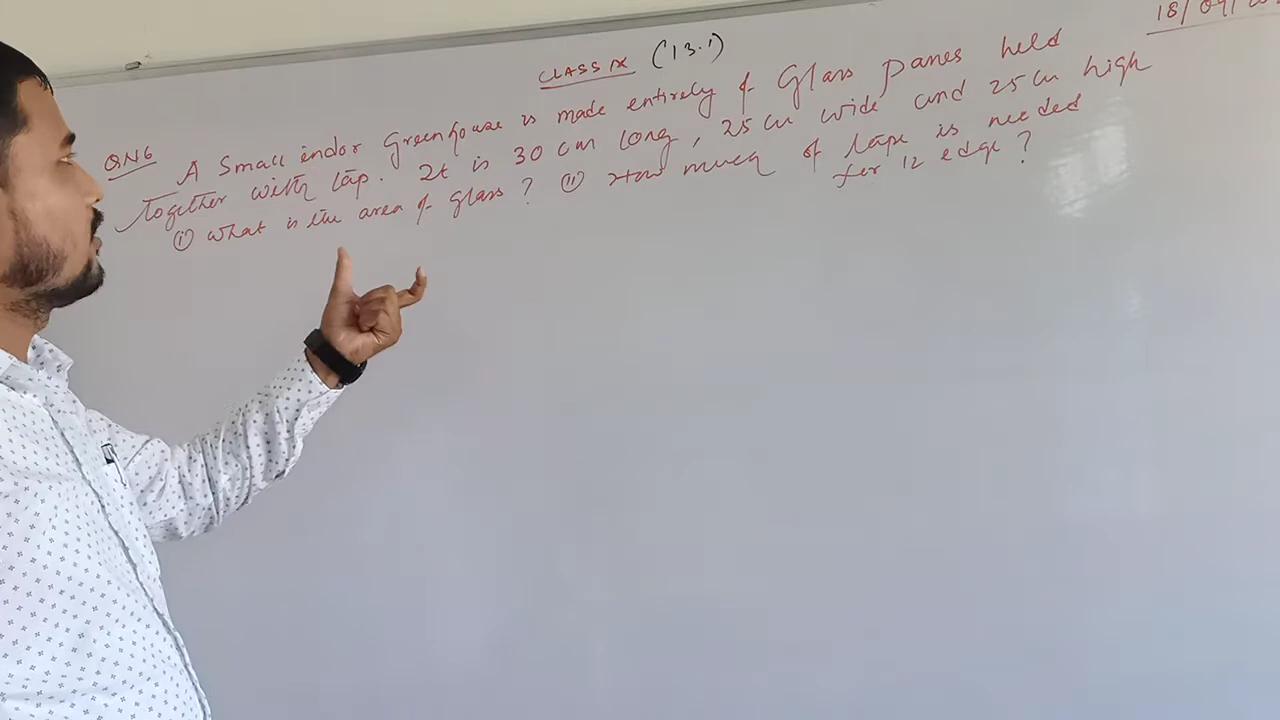 18/04/
CLASS IX (13.1)
QN6 A Small indor Greenhouse is made entirely of Glass panes held
together with tap. It is 30 cm long, 25 cm wide and 25 cm high
(i) what is the area of glass? (ii) How much of tape is needed
for 12 edge?